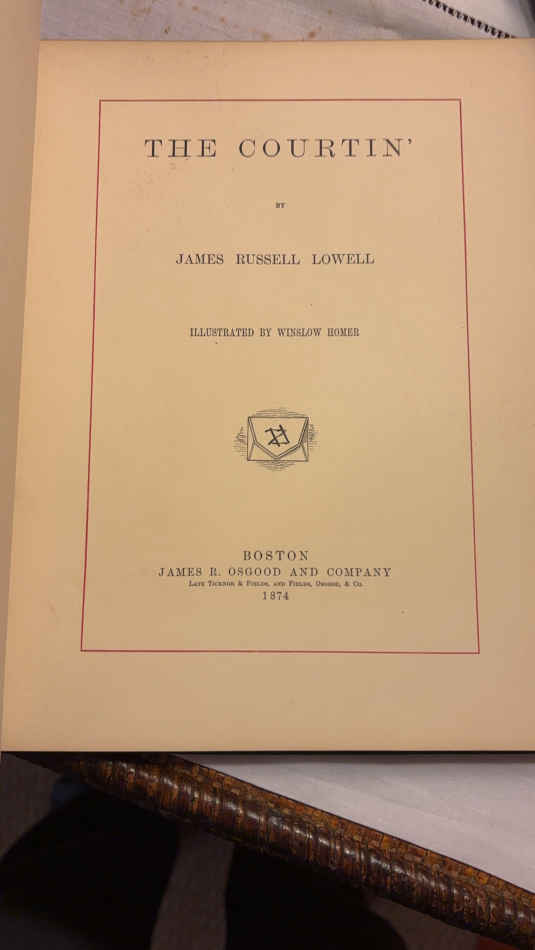 THE COURTIN'
BY
JAMES RUSSELL LOWELL
ILLUSTRATED BY WINSLOW HOMER
BOSTON
JAMES R. OSGOOD AND COMPANY
LATE TICKNOR & FIELDS, AND FIELDS, OSGOOD, & CO.
1874